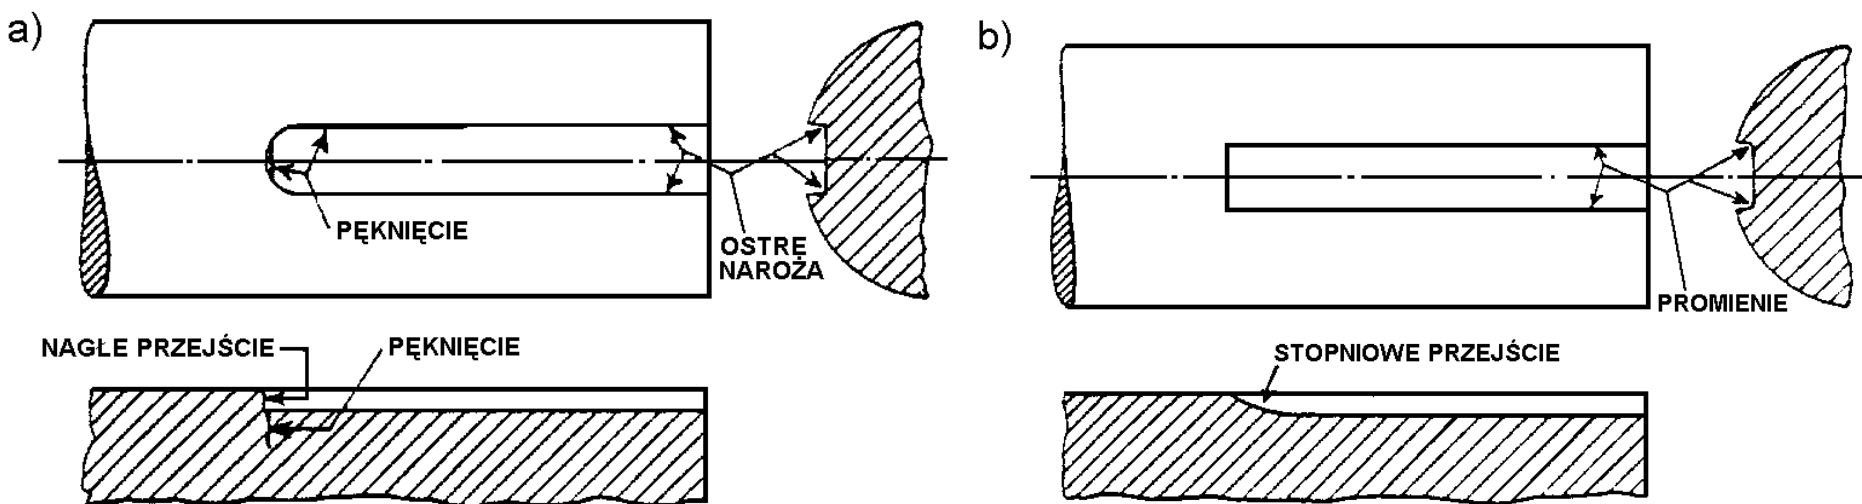 a)
PĘKNIĘCIE
OSTRE
NAROŻA
NAGŁE PRZEJŚCIE
PĘKNIĘCIE
b)
PROMIENIE
STOPNIOWE PRZEJŚCIE